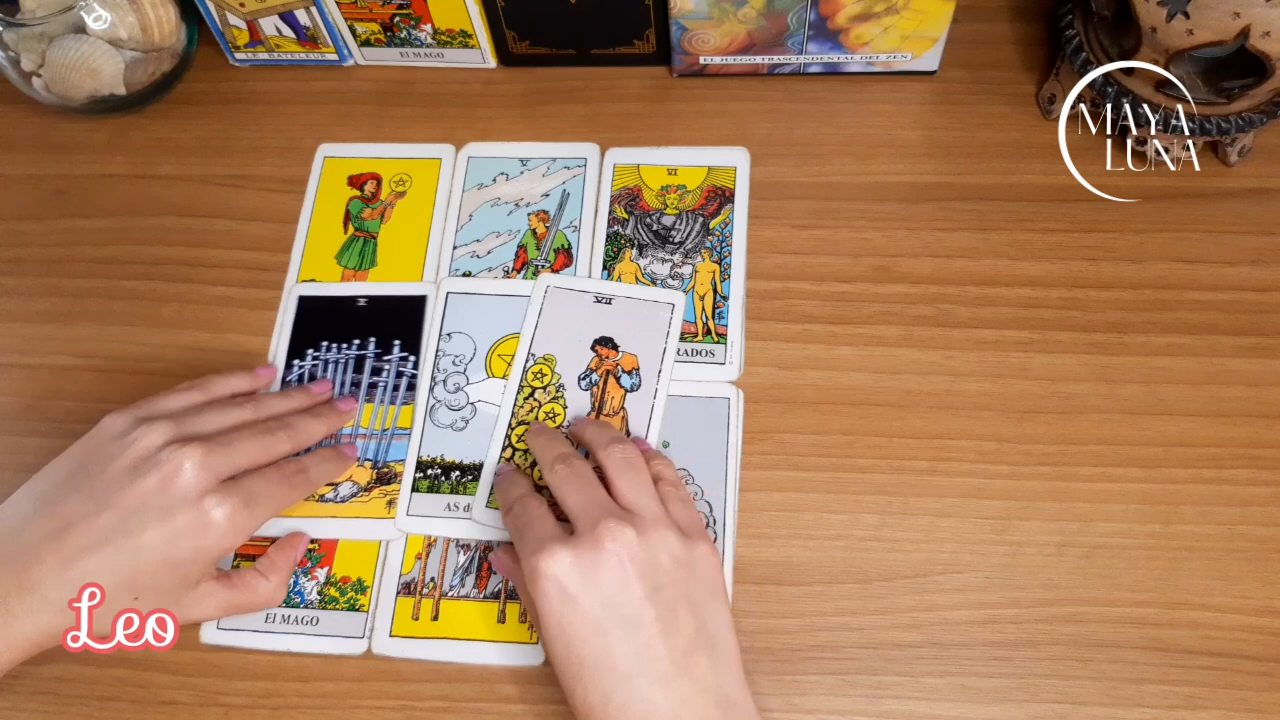 LE BATELEUR
El MAGO
EL JUEGO TRASCENDENTAL DEL ZEN
MAYA
LUNA
V
VI
X
VII
RADOS
AS d
El MAGO
Leo